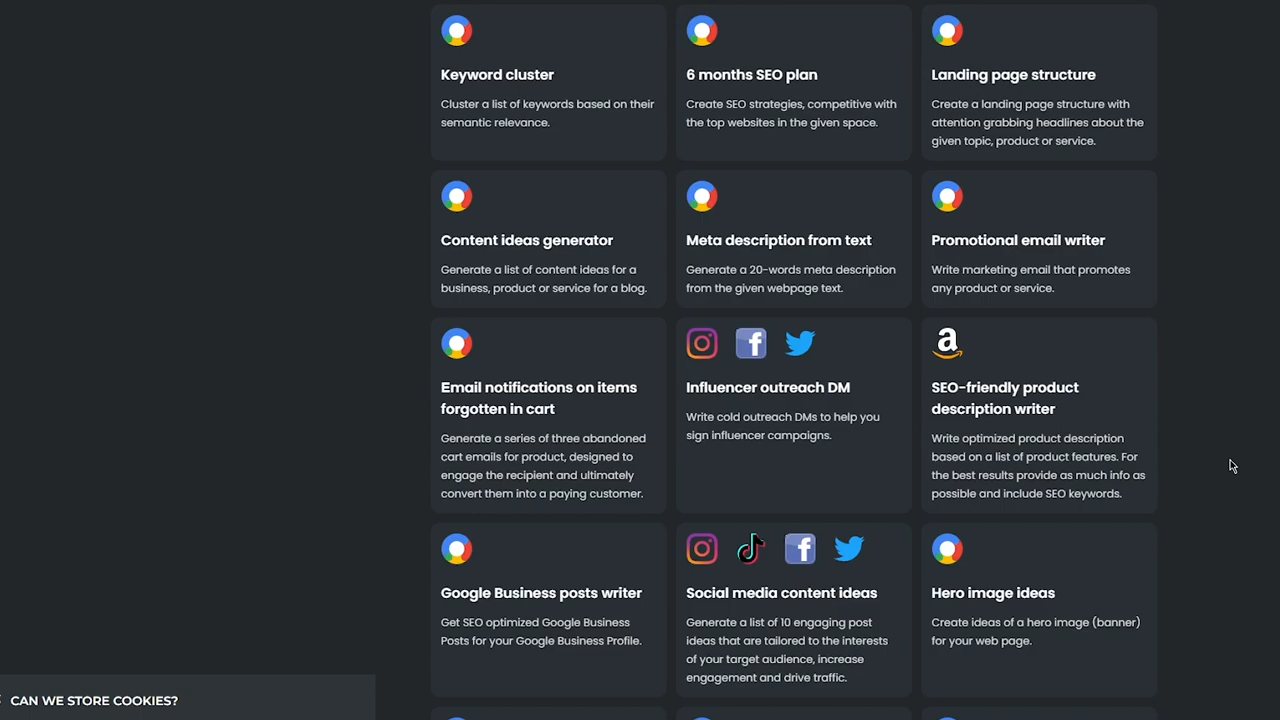 Keyword cluster
Cluster a list of keywords based on their
semantic relevance.
6 months SEO plan
Create SEO strategies, competitive with
the top websites in the given space.
Landing page structure
Create a landing page structure with
attention grabbing headlines about the
given topic, product or service.
Content ideas generator
Generate a list of content ideas for a
business, product or service for a blog.
Meta description from text
Generate a 20-words meta description
from the given webpage text.
Promotional email writer
Write marketing email that promotes
any product or service.
Email notifications on items
forgotten in cart
Generate a series of three abandoned
cart emails for product, designed to
engage the recipient and ultimately
convert them into a paying customer.
Influencer outreach DM
Write cold outreach DMs to help you
sign influencer campaigns.
SEO-friendly product
description writer
Write optimized product description
based on a list of product features. For
the best results provide as much info as
possible and include SEO keywords.
Google Business posts writer
Get SEO optimized Google Business
Posts for your Google Business Profile.
Social media content ideas
Generate a list of 10 engaging post
ideas that are tailored to the interests
of your target audience, increase
engagement and drive traffic.
Hero image ideas
Create ideas of a hero image (banner)
for your web page.
CAN WE STORE COOKIES?